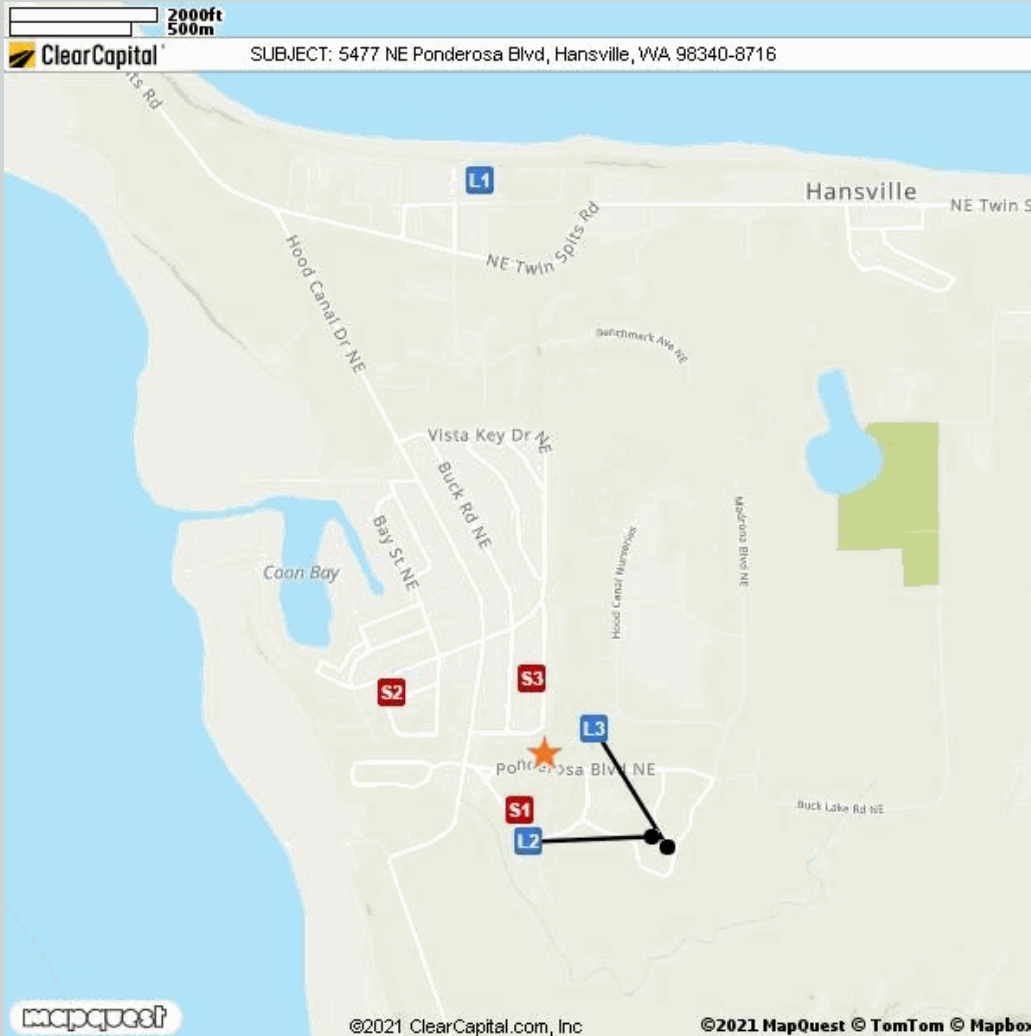 2000ft
500m
ClearCapital
SUBJECT: 5477 NE Ponderosa Blvd, Hansville, WA 98340-8716
its Rd
L1
Hansville
NE Twin S
NE Twin Spits Rd
Hood Canal Dr NE
Benchmark Ave NE
Vista Key Dr NE
Buck Rd NE
Madrona Blvd NE
Bay St NE
Hood Canal Nurseries
Coon Bay
S3
S2
L3
Ponderosa Blvd NE
S1
Buck Lake Rd NE
L2
mapquest
©2021 ClearCapital.com, Inc
©2021 MapQuest © TomTom © Mapbox